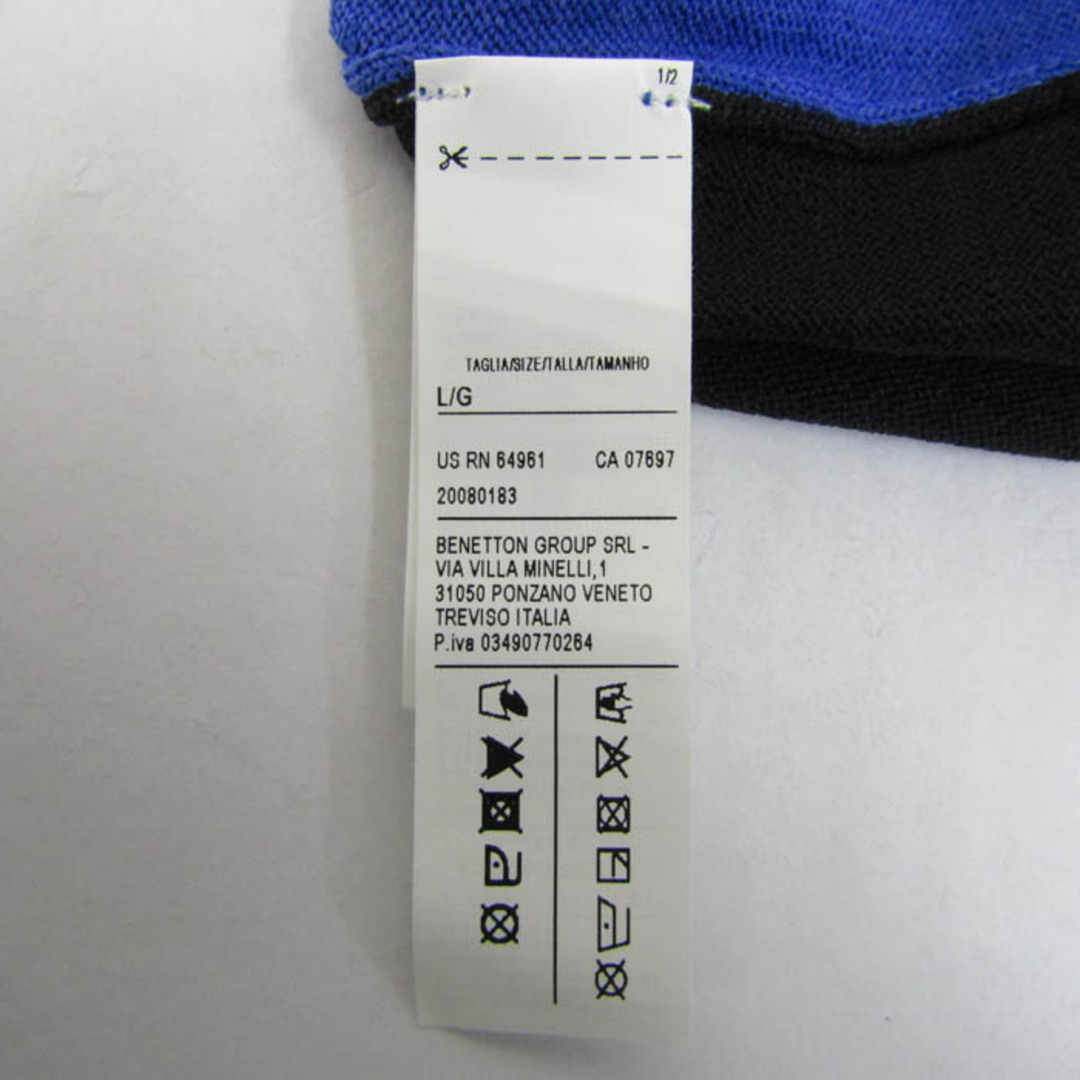 1/2
TAGLIA/SIZE/TALLA/TAMANHO
L/G
US RN 64961 CA 07697
20080183
BENETTON GROUP SRL -
VIA VILLA MINELLI,1
31050 PONZANO VENETO
TREVISO ITALIA
P.iva 03490770264